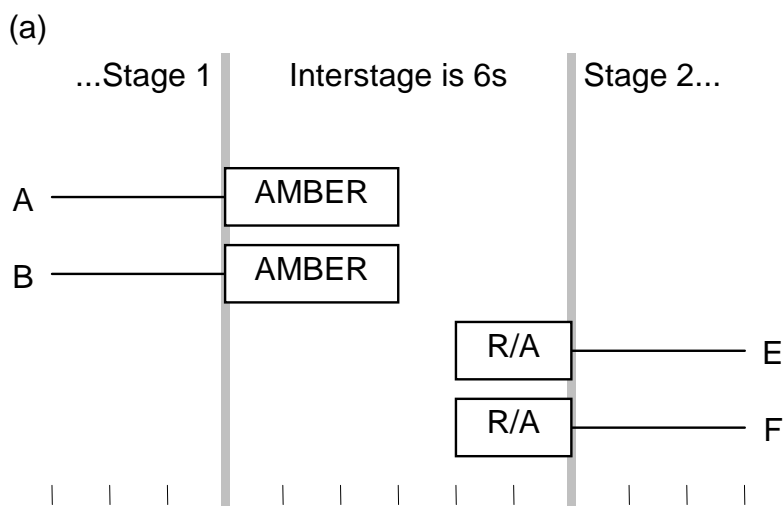 (a)
...Stage 1 Interstage is 6s Stage 2...
A AMBER
B AMBER
R/A E
R/A F